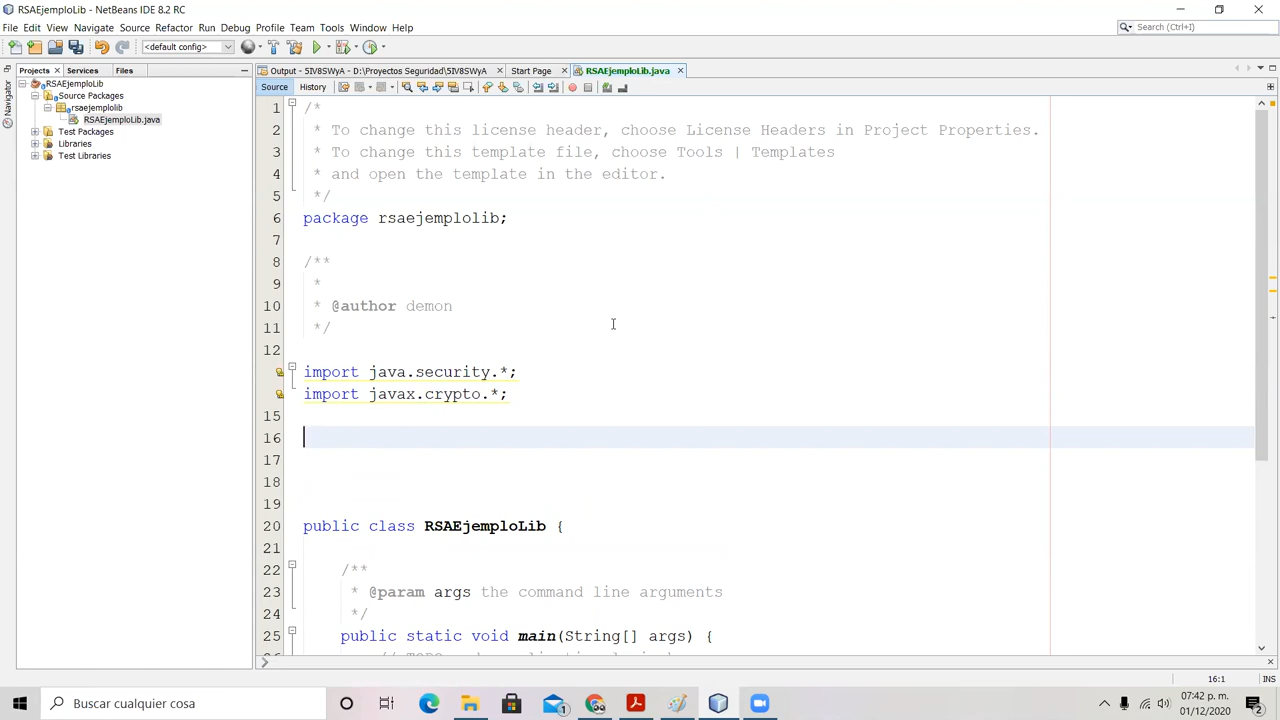 RSAEjemploLib - NetBeans IDE 8.2 RC
File Edit View Navigate Source Refactor Run Debug Profile Team Tools Window Help
Search (Ctrl+I)
<default config>
Projects Services Files
Output - 5IV8SWyA - D:\Proyectos Seguridad\5IV8SWyA Start Page RSAEjemploLib.java
Navigator
RSAEjemploLib
Source Packages
rsaejemplolib
RSAEjemploLib.java
Test Packages
Libraries
Test Libraries
Source History
1 /*
2 * To change this license header, choose License Headers in Project Properties.
3 * To change this template file, choose Tools | Templates
4 * and open the template in the editor.
5 */
6 package rsaejemplolib;
7
8 /**
9 *
10 * @author demon
11 */
12
import java.security.*;
import javax.crypto.*;
15
16
17
18
19
20 public class RSAEjemploLib {
21
22 /**
23 * @param args the command line arguments
24 */
25 public static void main(String[] args) {
16:1 INS
Buscar cualquier cosa
07:42 p. m.
01/12/2020